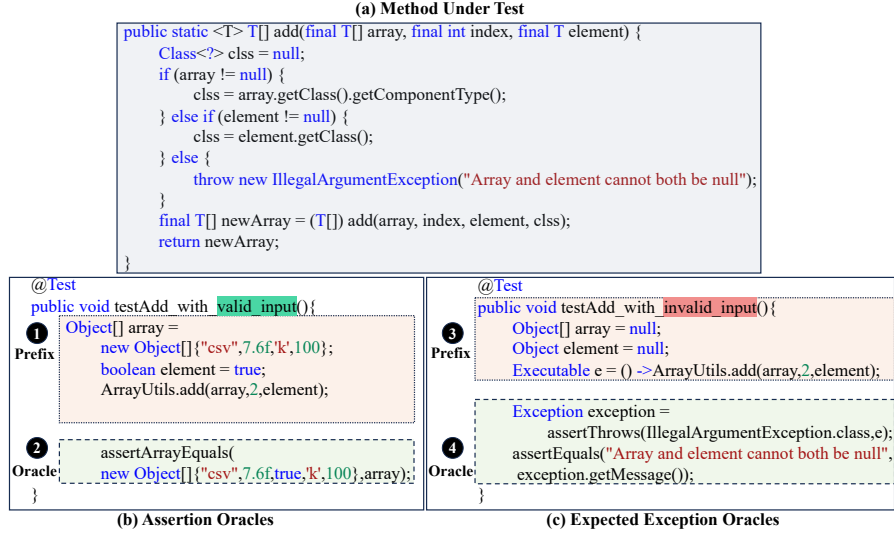 (a) Method Under Test
public static <T> T[] add(final T[] array, final int index, final T element) {
Class<?> clss = null;
if (array != null) {
clss = array.getClass().getComponentType();
} else if (element != null) {
clss = element.getClass();
} else {
throw new IllegalArgumentException("Array and element cannot both be null");
}
final T[] newArray = (T[]) add(array, index, element, clss);
return newArray;
}
@Test
public void testAdd_with_valid_input(){
1
Prefix
Object[] array =
new Object[]{"csv",7.6f,'k',100};
boolean element = true;
ArrayUtils.add(array,2,element);
2
Oracle
assertArrayEquals(
new Object[]{"csv",7.6f,true,'k',100},array);
}
(b) Assertion Oracles
@Test
public void testAdd_with_invalid_input(){
3
Prefix
Object[] array = null;
Object element = null;
Executable e = () ->ArrayUtils.add(array,2,element);
4
Oracle
Exception exception =
assertThrows(IllegalArgumentException.class,e);
assertEquals("Array and element cannot both be null",
exception.getMessage());
}
(c) Expected Exception Oracles